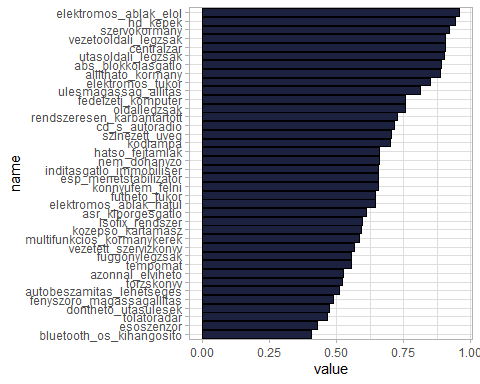 elektromos_ablak_elol
hd_kepek
szervokormany
vezetooldali_legzsak
centralzar
utasoldali_legzsak
abs_blokkolasgatlo
allithato_kormany
elektromos_tukor
ulesmagassag_allitas
fedelzeti_komputer
oldallegzsak
rendszeresen_karbantartott
cd_s_autoradio
szinezett_uveg
kodlampa
hatso_fejtamlak
nem_dohanyzo
inditasgatlo_immobiliser
esp_menetstabilizator
konnyufem_felni
futheto_tukor
elektromos_ablak_hatul
asr_kiporgesgatlo
isofix_rendszer
kozepso_kartamasz
multifunkcios_kormanykerek
vezetett_szervizkonyv
fuggonylegzsak
tempomat
azonnal_elviheto
torzskonyv
autobeszamitas_lehetseges
fenyszoro_magassagallitas
dontheto_utasulesek
tolatoradar
esoszenzor
bluetooth_os_kihangosito
name
0.00
0.25
0.50
0.75
1.00
value